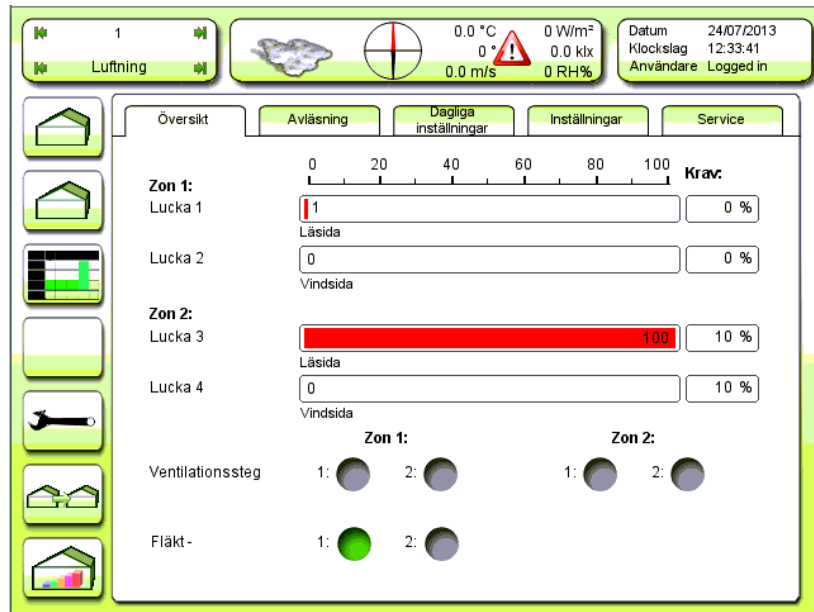 1
Luftning
0.0 °C 0 W/m²
0 ° 0.0 klx
0.0 m/s 0 RH%
Datum 24/07/2013
Klockslag 12:33:41
Användare Logged in
Översikt
Avläsning
Dagliga
inställningar
Inställningar
Service
0 20 40 60 80 100
Krav:
Zon 1:
Lucka 1 1 0 %
Läsida
Lucka 2 0 0 %
Vindsida
Zon 2:
Lucka 3 100 10 %
Läsida
Lucka 4 0 10 %
Vindsida
Zon 1: Zon 2:
Ventilationssteg 1: 2: 1: 2:
Fläkt- 1: 2: